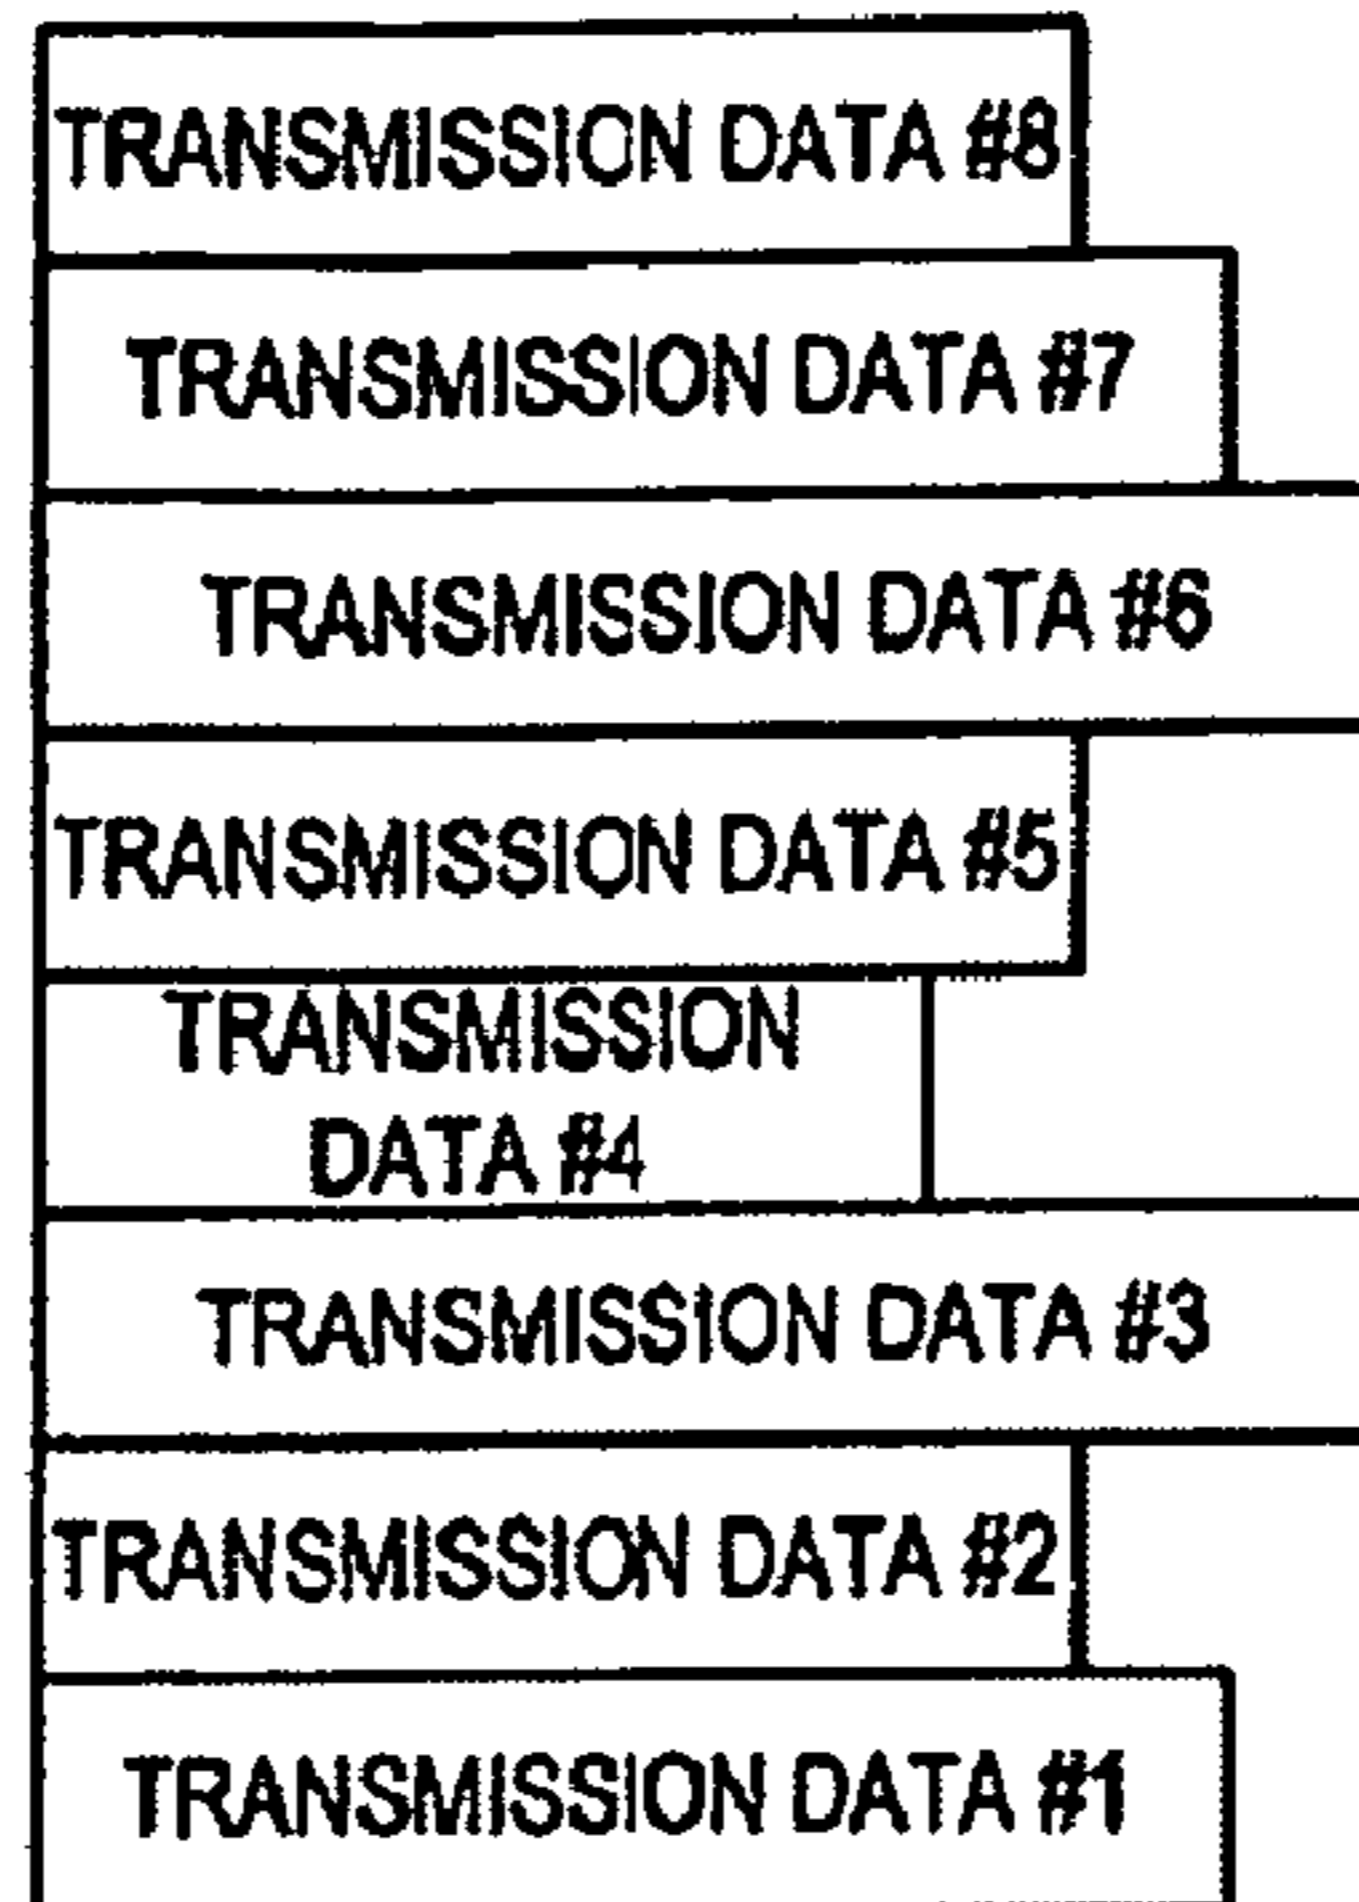 TRANSMISSION DATA #8
TRANSMISSION DATA #7
TRANSMISSION DATA #6
TRANSMISSION DATA #5
TRANSMISSION
DATA #4
TRANSMISSION DATA #3
TRANSMISSION DATA #2
TRANSMISSION DATA #1